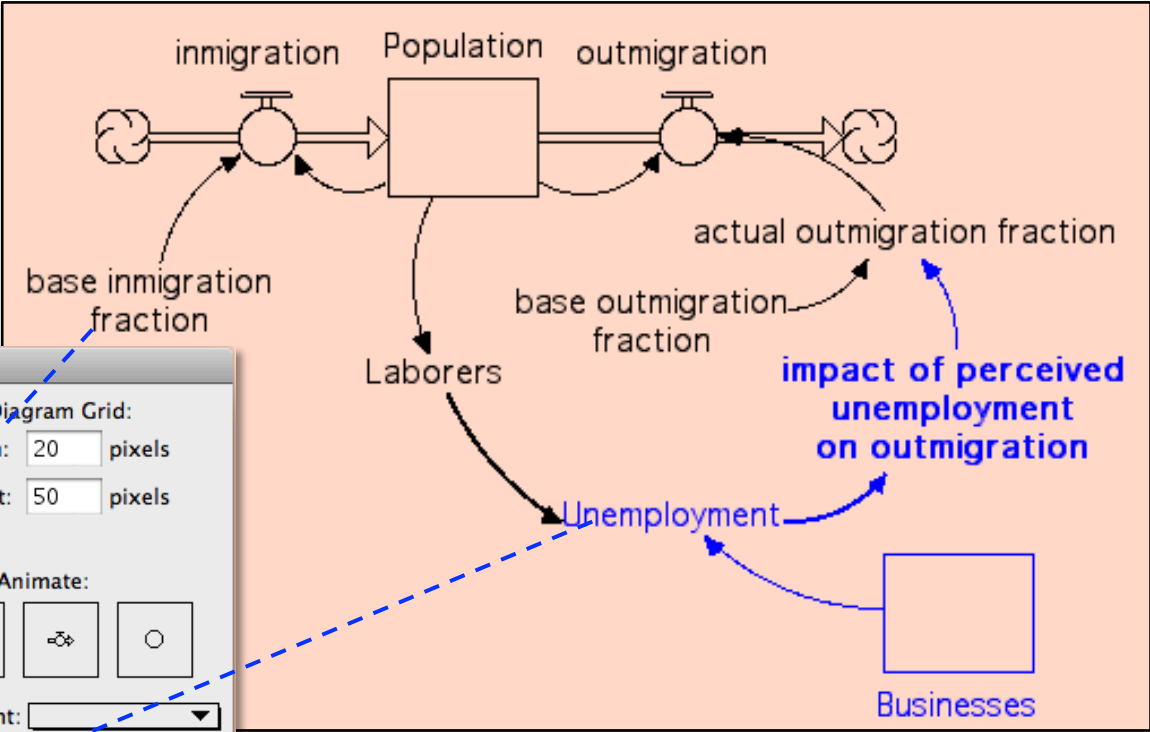 inmigration
Population
outmigration
actual outmigration fraction
base inmigration
fraction
base outmigration
fraction
Laborers
impact of perceived
unemployment
on outmigration
Unemployment
Businesses
Diagram Grid:
20 pixels
50 pixels
Animate: